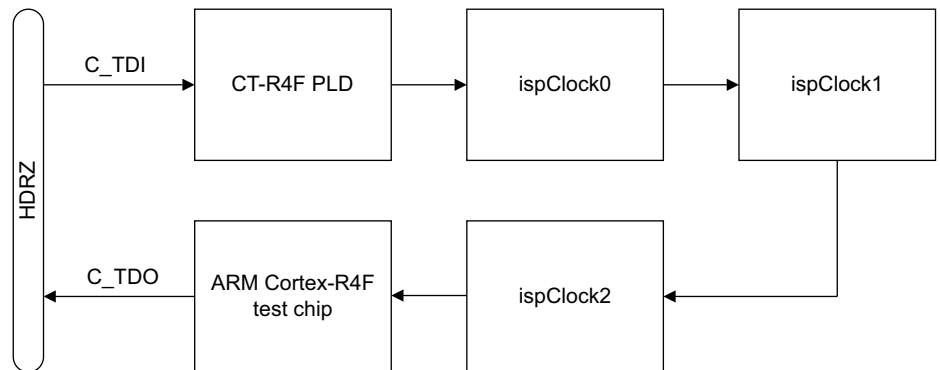 C_TDI
CT-R4F PLD
ispClock0
ispClock1
HDRZ
C_TDO
ARM Cortex-R4F
test chip
ispClock2